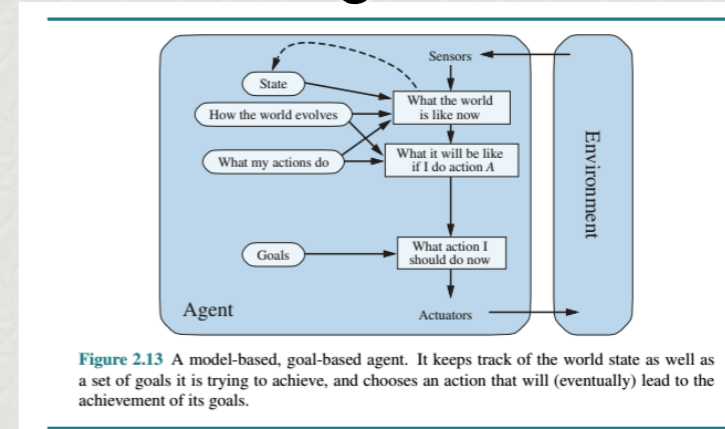 Sensors
State
What the world
is like now
How the world evolves
What my actions do
What it will be like
if I do action A
Environment
Goals
What action I
should do now
Agent
Actuators
Figure 2.13 A model-based, goal-based agent. It keeps track of the world state as well as
a set of goals it is trying to achieve, and chooses an action that will (eventually) lead to the
achievement of its goals.